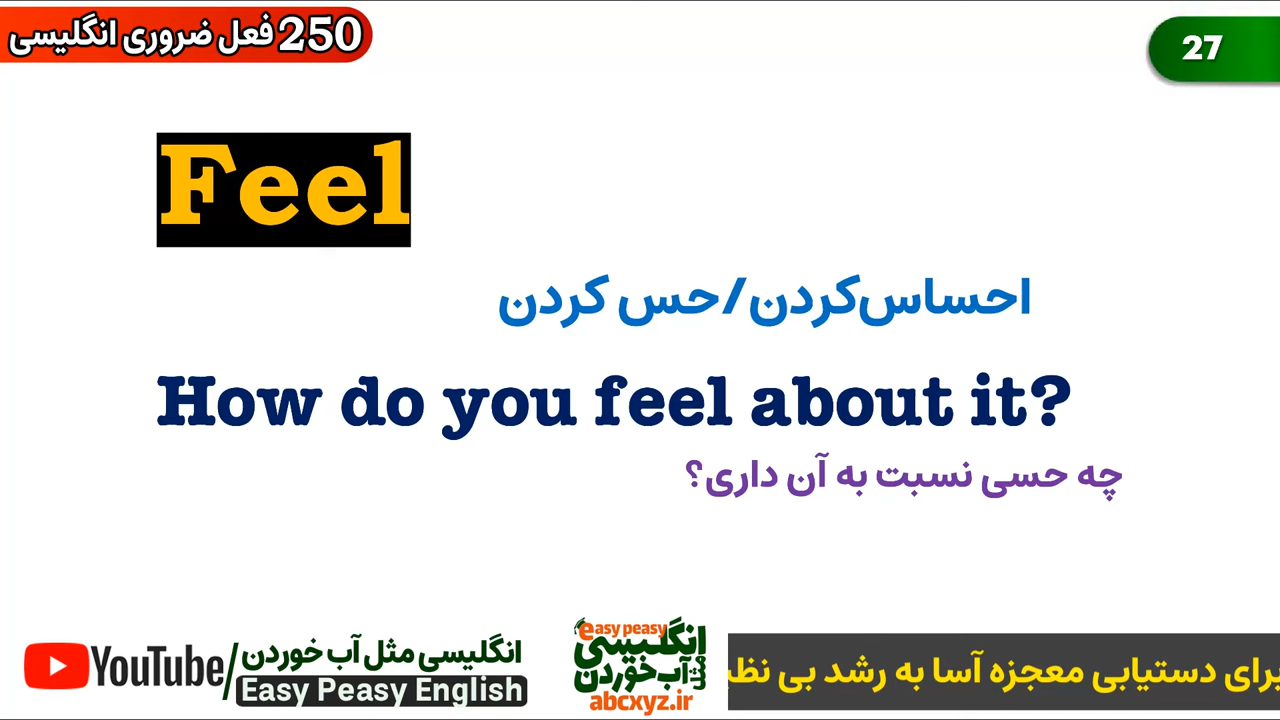 250 فعل ضروری انگلیسی
27
Feel
احساس‌کردن/حس کردن
How do you feel about it?
چه حسی نسبت به آن داری؟
YouTube/انگلیسی مثل آب خوردن
Easy Peasy English
easy peasy
انگلیسی
مثل آب خوردن
abcxyz.ir
برای دستیابی معجزه آسا به رشد بی